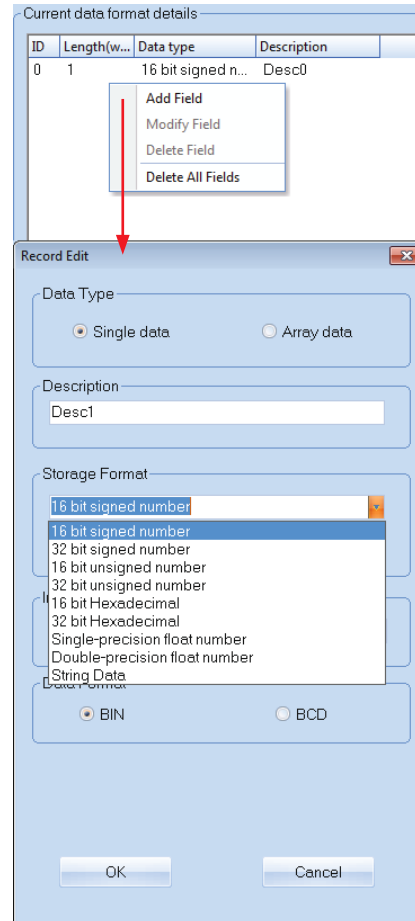 Current data format details
ID Length(w... Data type Description
0 1 16 bit signed n... Desc0
Add Field
Modify Field
Delete Field
Delete All Fields
Record Edit
Data Type
Single data Array data
Description
Desc1
Storage Format
16 bit signed number
16 bit signed number
32 bit signed number
16 bit unsigned number
32 bit unsigned number
16 bit Hexadecimal
32 bit Hexadecimal
Single-precision float number
Double-precision float number
String Data
Data Format
BIN BCD
OK Cancel